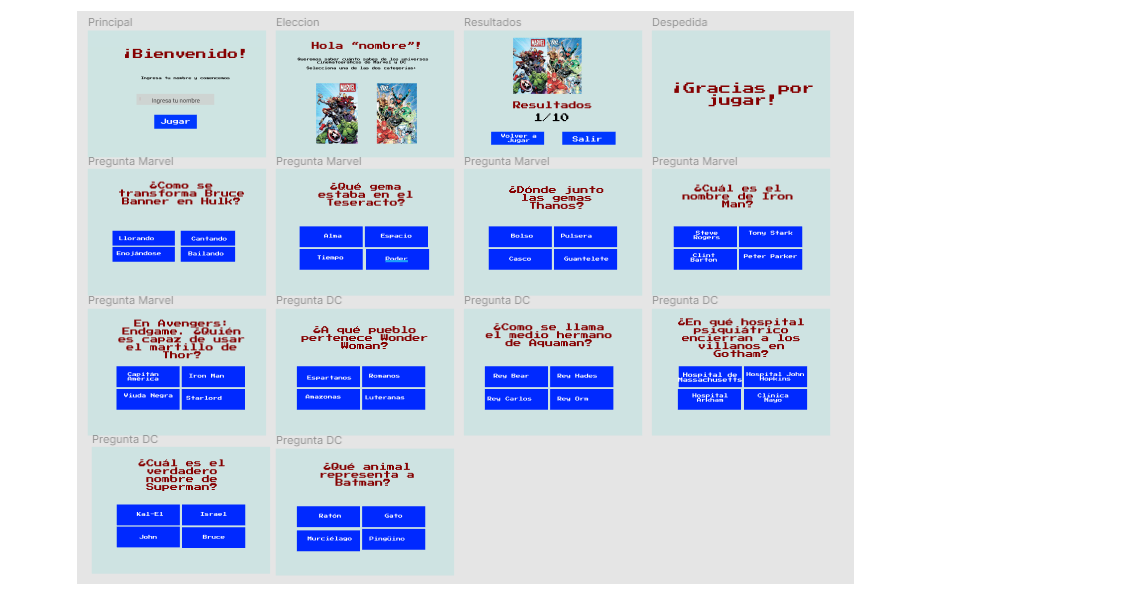 Principal
¡Bienvenido!
Ingresa tu nombre y comencemos
Ingresa tu nombre
Jugar
Eleccion
Hola “nombre”!
Queremos saber cuánto sabes de los universos
Cinematográficos de Marvel y DC
Selecciona una de las dos categorías:
MARVEL
Resultados
MARVEL
Resultados
1/10
Volver a
Jugar
Salir
Despedida
¡Gracias por
jugar!
Pregunta Marvel
¿Como se
transforma Bruce
Banner en Hulk?
Llorando
Cantando
Enojándose
Bailando
Pregunta Marvel
¿Qué gema
estaba en el
Teseracto?
Alma
Espacio
Tiempo
Poder
Pregunta Marvel
¿Dónde junto
las gemas
Thanos?
Bolso
Pulsera
Casco
Guantelete
Pregunta Marvel
¿Cuál es el
nombre de Iron
Man?
Steve
Rogers
Tony Stark
Clint
Barton
Peter Parker
Pregunta Marvel
En Avengers:
Endgame. ¿Quién
es capaz de usar
el martillo de
Thor?
Capitán
América
Iron Man
Viuda Negra
Starlord
Pregunta DC
¿A qué pueblo
pertenece Wonder
Woman?
Espartanos
Romanos
Amazonas
Luteranas
Pregunta DC
¿Como se llama
el medio hermano
de Aquaman?
Rey Bear
Rey Hades
Rey Carlos
Rey Orm
Pregunta DC
¿En qué hospital
psiquiátrico
encierran a los
villanos en
Gotham?
Hospital de
Massachusetts
Hospital John
Hopkins
Hospital
Arkham
Clínica
Mayo
Pregunta DC
¿Cuál es el
verdadero
nombre de
Superman?
Kal-El
Israel
John
Bruce
Pregunta DC
¿Qué animal
representa a
Batman?
Ratón
Gato
Murciélago
Pingüino